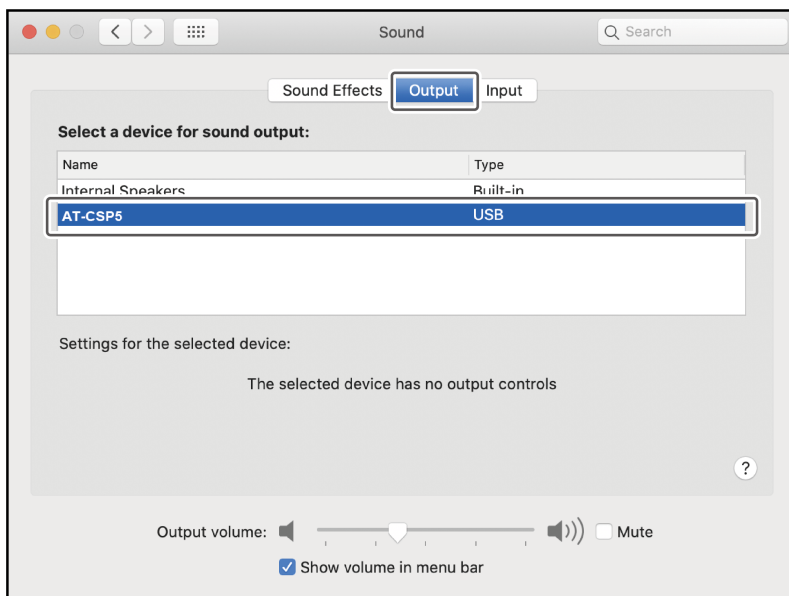 Sound
Search
Sound Effects Output Input
Select a device for sound output:
Name Type
Internal Speakers Built-in
AT-CSP5 USB
Settings for the selected device:
The selected device has no output controls
?
Output volume: Mute
Show volume in menu bar